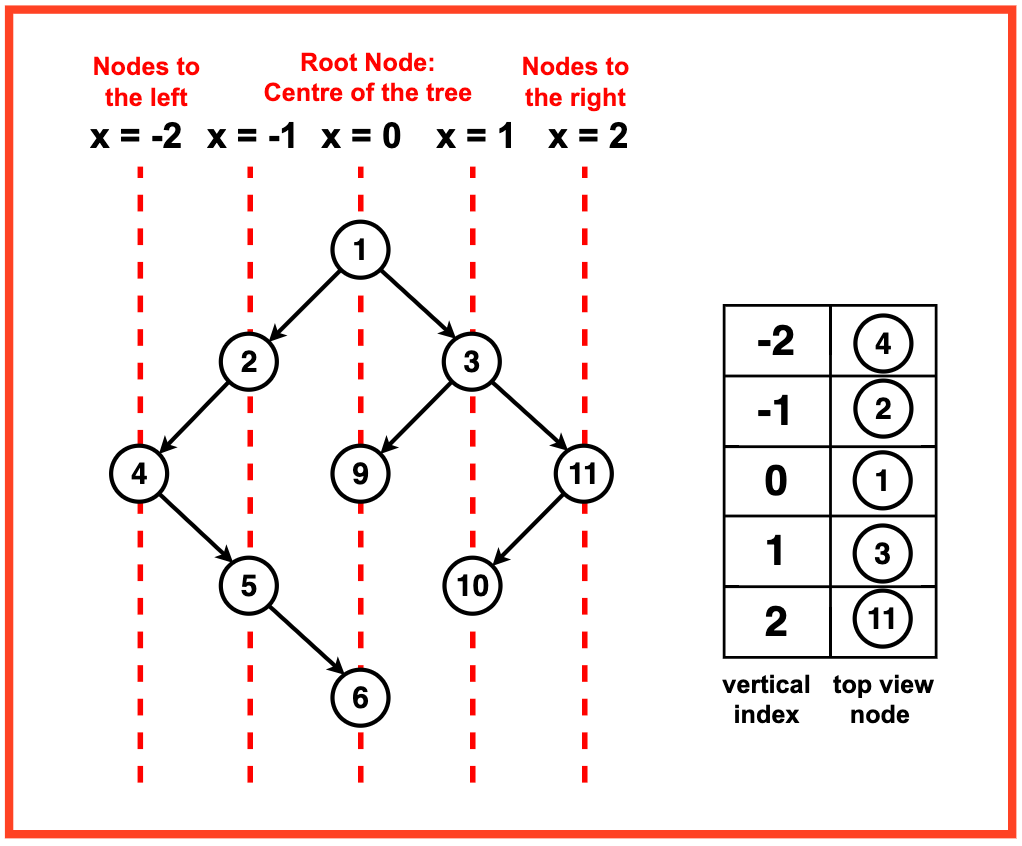 Nodes to
the left
Root Node:
Centre of the tree
Nodes to
the right
x = -2 x = -1 x = 0 x = 1 x = 2
1
2 3
4 9 11
5 10
6
-2 4
-1 2
0 1
1 3
2 11
vertical top view
index node